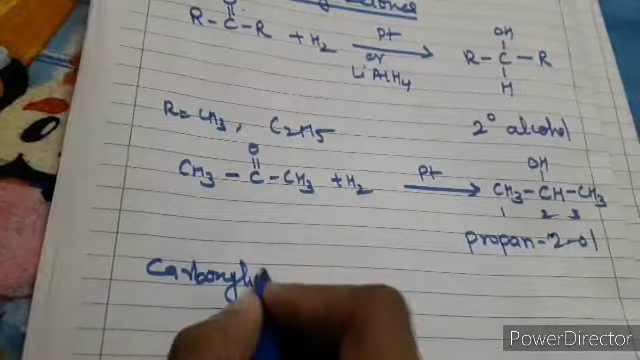 O
R-C-R + H2 Pt or LiAlH4 → OH R-C-R H
R = CH3, C2H5 2° alcohol
CH3 - C(=O) - CH3 + H2 Pt → CH3 - CH(OH) - CH3
1 2 3
propan-2-ol
Carbonyl
PowerDirector